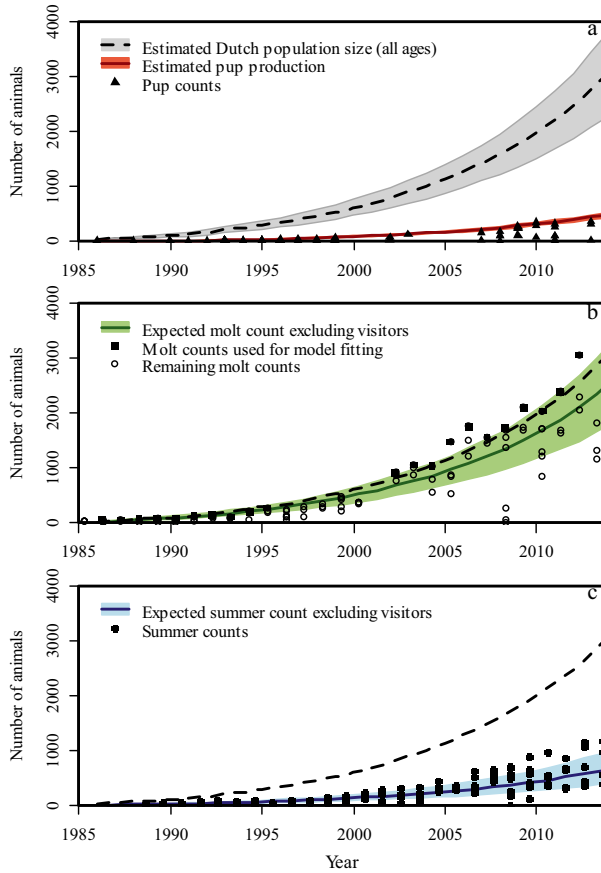 a
Estimated Dutch population size (all ages)
Estimated pup production
Pup counts
Number of animals
0 1000 2000 3000 4000
1985 1990 1995 2000 2005 2010
b
Expected molt count excluding visitors
Molt counts used for model fitting
Remaining molt counts
Number of animals
0 1000 2000 3000 4000
1985 1990 1995 2000 2005 2010
c
Expected summer count excluding visitors
Summer counts
Number of animals
0 1000 2000 3000 4000
1985 1990 1995 2000 2005 2010
Year